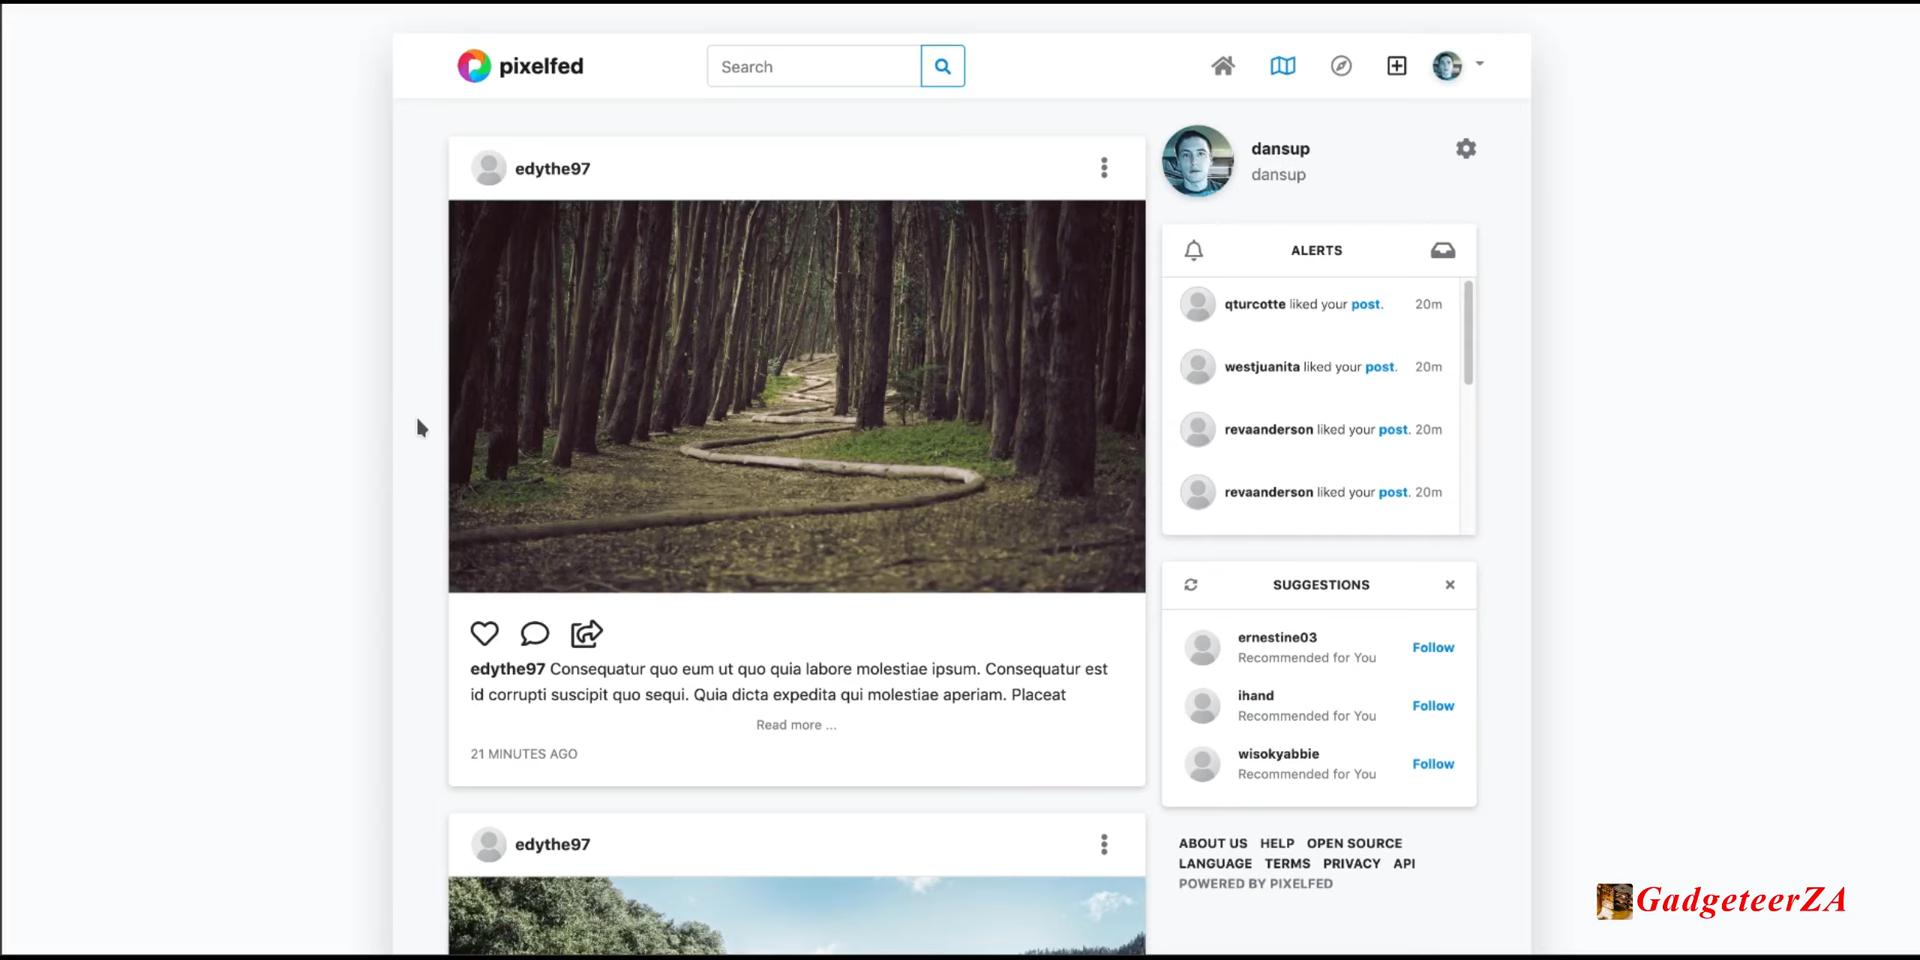 pixelfed
Search
edythe97
dansup
dansup
ALERTS
qturcotte liked your post. 20m
westjuanita liked your post. 20m
revaanderson liked your post. 20m
revaanderson liked your post. 20m
SUGGESTIONS
ernestine03
Recommended for You
Follow
ihand
Recommended for You
Follow
wisokyabbie
Recommended for You
Follow
edythe97 Consequatur quo eum ut quo quia labore molestiae ipsum. Consequatur est
id corrupti suscipit quo sequi. Quia dicta expedita qui molestiae aperiam. Placeat
Read more ...
21 MINUTES AGO
edythe97
ABOUT US HELP OPEN SOURCE
LANGUAGE TERMS PRIVACY API
POWERED BY PIXELFED
GadgeteerZA